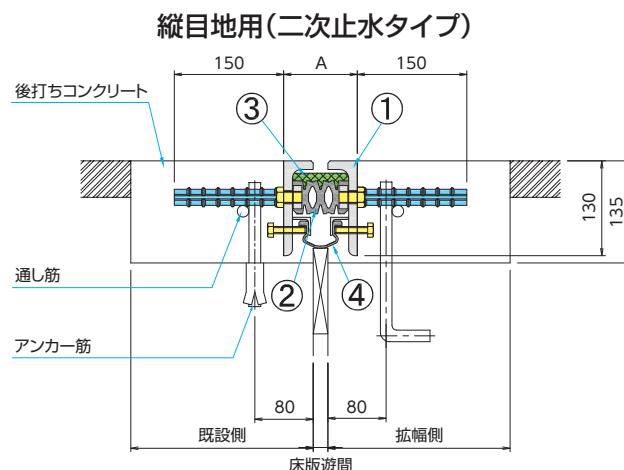 縦目地用(二次止水タイプ)
150
A
150
後打ちコンクリート
③
①
130
135
通し筋
②
④
アンカー筋
80
80
既設側
拡幅側
床版遊間